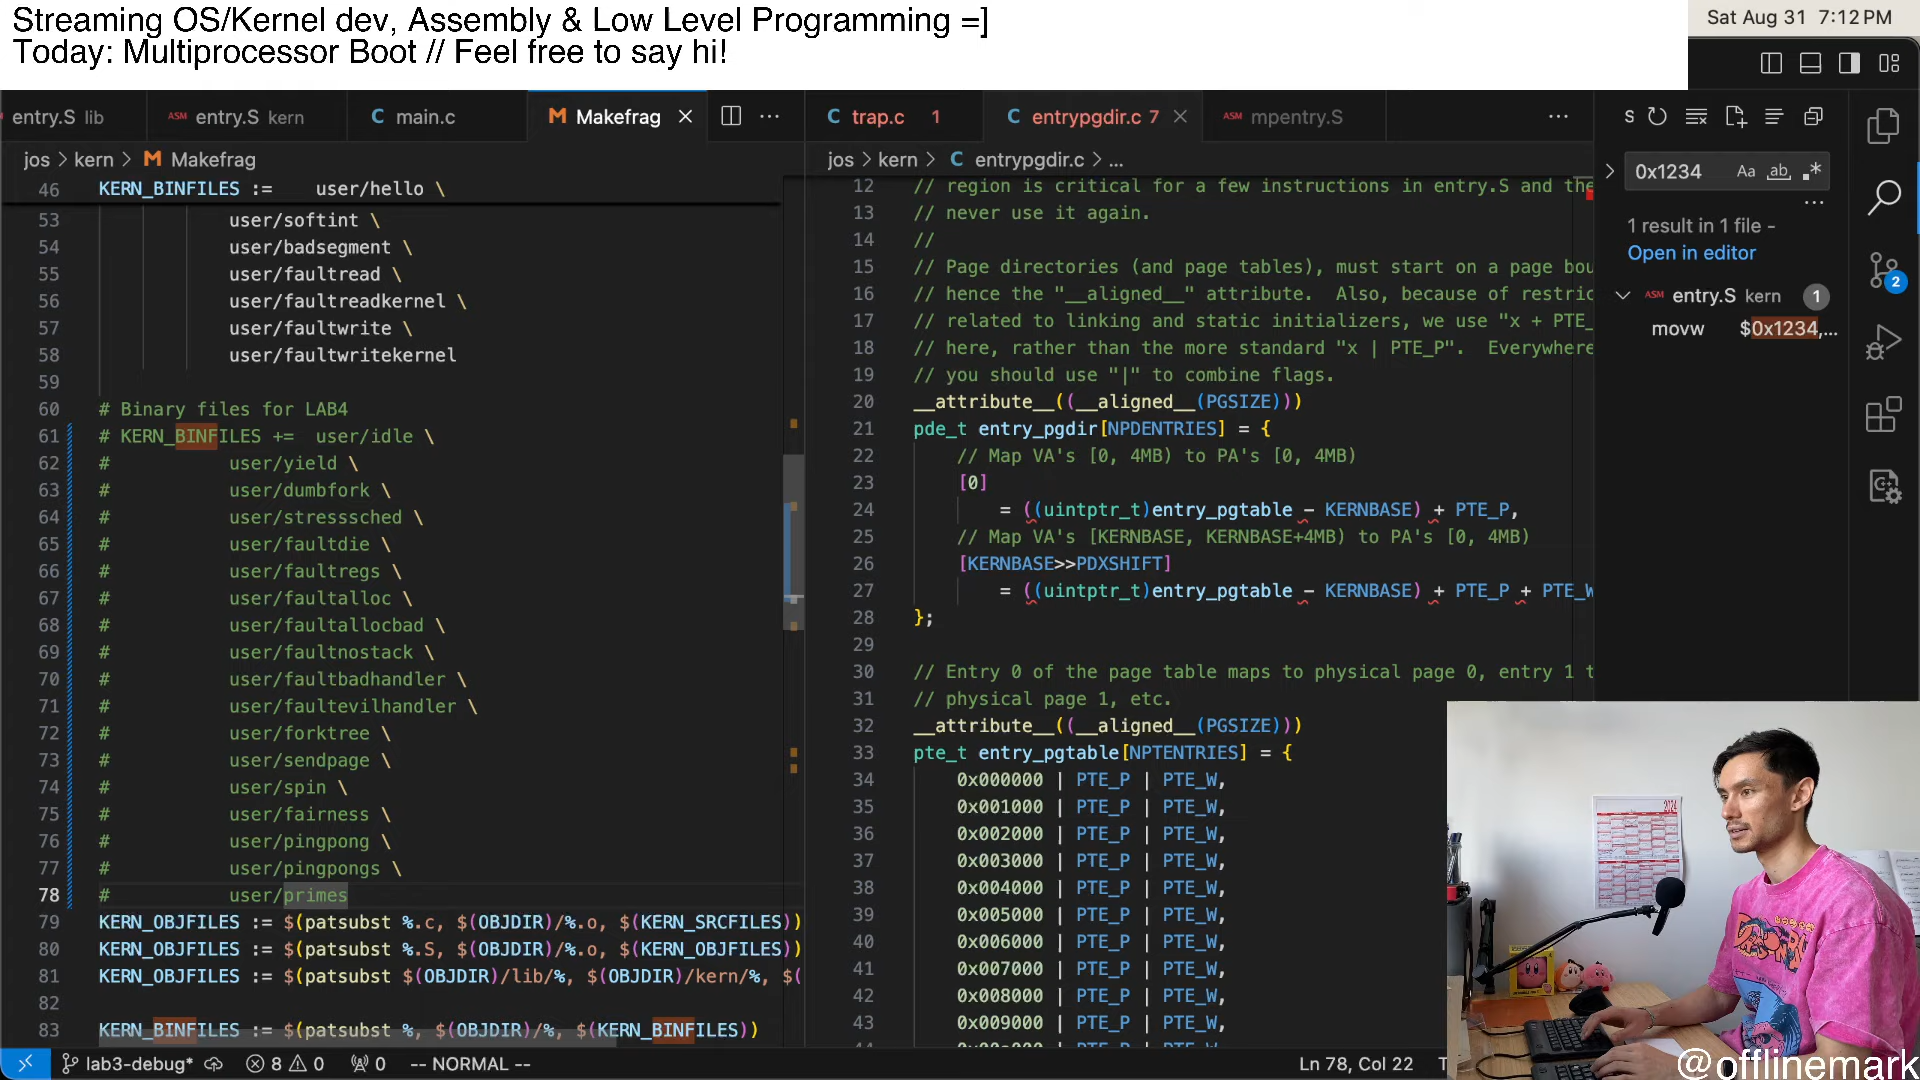 Streaming OS/Kernel dev, Assembly & Low Level Programming =]
Today: Multiprocessor Boot // Feel free to say hi!
Sat Aug 31 7:12 PM
entry.S lib
ASM entry.S kern
C main.c
M Makefrag
C trap.c 1
C entrypgdir.c 7
ASM mpentry.S
jos > kern > M Makefrag
46 KERN_BINFILES := user/hello \
53 user/softint \
54 user/badsegment \
55 user/faultread \
56 user/faultreadkernel \
57 user/faultwrite \
58 user/faultwritekernel
59
60 # Binary files for LAB4
61 # KERN_BINFILES += user/idle \
62 # user/yield \
63 # user/dumbfork \
64 # user/stresssched \
65 # user/faultdie \
66 # user/faultregs \
67 # user/faultalloc \
68 # user/faultallocbad \
69 # user/faultnostack \
70 # user/faultbadhandler \
71 # user/faultevilhandler \
72 # user/forktree \
73 # user/sendpage \
74 # user/spin \
75 # user/fairness \
76 # user/pingpong \
77 # user/pingpongs \
78 # user/primes
79 KERN_OBJFILES := $(patsubst %.c, $(OBJDIR)/%.o, $(KERN_SRCFILES))
80 KERN_OBJFILES := $(patsubst %.S, $(OBJDIR)/%.o, $(KERN_OBJFILES))
81 KERN_OBJFILES := $(patsubst $(OBJDIR)/lib/%, $(OBJDIR)/kern/%, $(
82
83 KERN_BINFILES := $(patsubst %, $(OBJDIR)/%, $(KERN_BINFILES))
jos > kern > C entrypgdir.c > ...
12 // region is critical for a few instructions in entry.S and the
13 // never use it again.
14 //
15 // Page directories (and page tables), must start on a page bou
16 // hence the "__aligned__" attribute. Also, because of restric
17 // related to linking and static initializers, we use "x + PTE_
18 // here, rather than the more standard "x | PTE_P". Everywhere
19 // you should use "|" to combine flags.
20 __attribute__((__aligned__(PGSIZE)))
21 pde_t entry_pgdir[NPDENTRIES] = {
22 // Map VA's [0, 4MB) to PA's [0, 4MB)
23 [0]
24 = ((uintptr_t)entry_pgtable - KERNBASE) + PTE_P,
25 // Map VA's [KERNBASE, KERNBASE+4MB) to PA's [0, 4MB)
26 [KERNBASE>>PDXSHIFT]
27 = ((uintptr_t)entry_pgtable - KERNBASE) + PTE_P + PTE_W
28 };
29
30 // Entry 0 of the page table maps to physical page 0, entry 1 t
31 // physical page 1, etc.
32 __attribute__((__aligned__(PGSIZE)))
33 pte_t entry_pgtable[NPTENTRIES] = {
34 0x000000 | PTE_P | PTE_W,
35 0x001000 | PTE_P | PTE_W,
36 0x002000 | PTE_P | PTE_W,
37 0x003000 | PTE_P | PTE_W,
38 0x004000 | PTE_P | PTE_W,
39 0x005000 | PTE_P | PTE_W,
40 0x006000 | PTE_P | PTE_W,
41 0x007000 | PTE_P | PTE_W,
42 0x008000 | PTE_P | PTE_W,
43 0x009000 | PTE_P | PTE_W,
S
0x1234 Aa ab .*
1 result in 1 file -
Open in editor
ASM entry.S kern 1
movw $0x1234,...
2
2024
lab3-debug* 8 0 0 -- NORMAL --
Ln 78, Col 22
@offlinemark